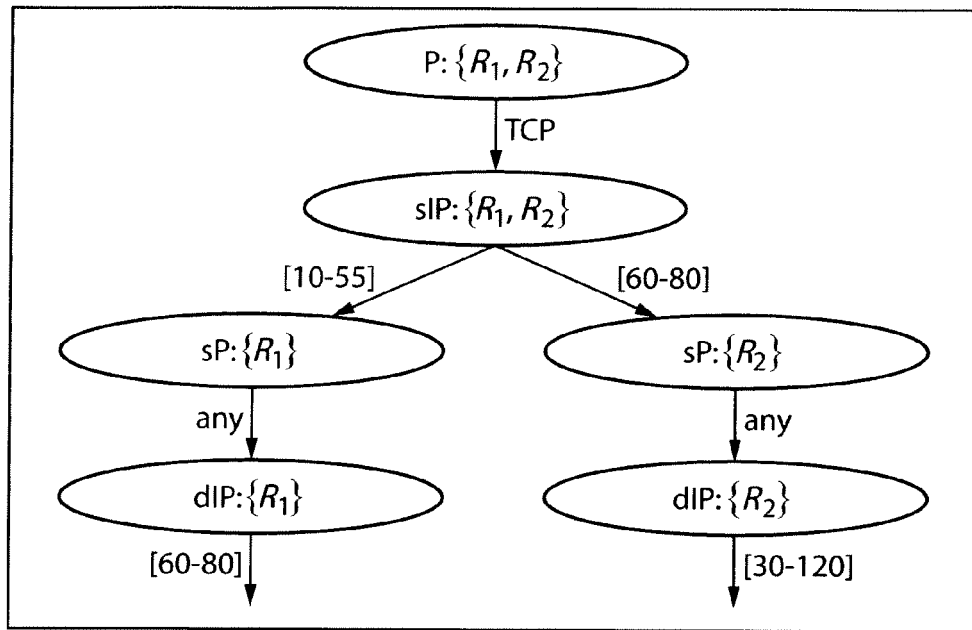 P: {R₁, R₂}
TCP
sIP: {R₁, R₂}
[10-55]
[60-80]
sP: {R₁}
sP: {R₂}
any
any
dIP: {R₁}
dIP: {R₂}
[60-80]
[30-120]